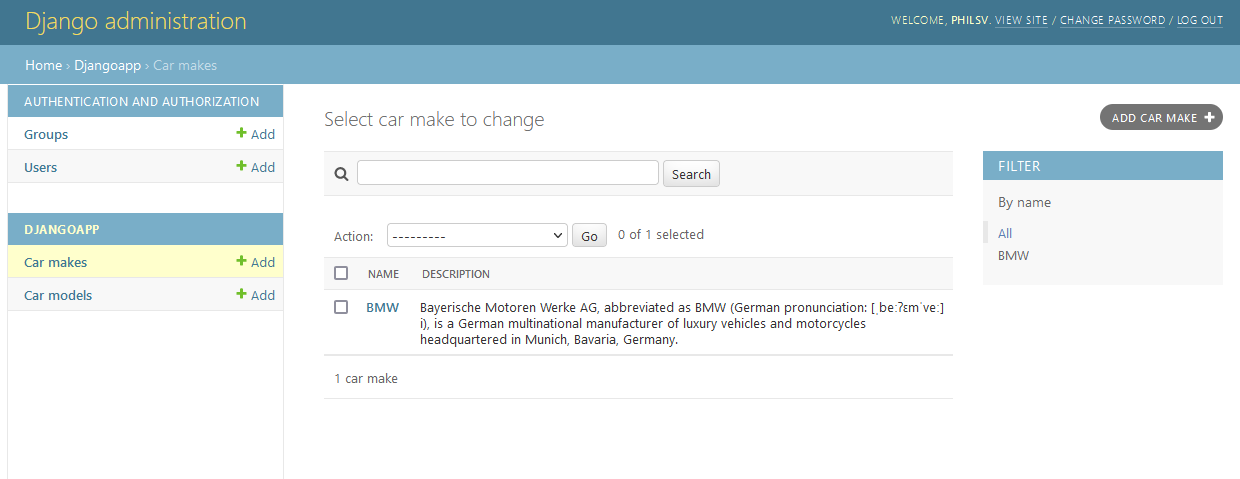 Django administration
WELCOME, PHILSV. VIEW SITE / CHANGE PASSWORD / LOG OUT
Home › Djangoapp › Car makes
AUTHENTICATION AND AUTHORIZATION
Groups
Add
Users
Add
DJANGOAPP
Car makes
Add
Car models
Add
Select car make to change
ADD CAR MAKE
Search
Action:
---------
Go
0 of 1 selected
NAME
DESCRIPTION
BMW
Bayerische Motoren Werke AG, abbreviated as BMW (German pronunciation: [ˌbeːʔɛmˈveː]
i), is a German multinational manufacturer of luxury vehicles and motorcycles
headquartered in Munich, Bavaria, Germany.
1 car make
FILTER
By name
All
BMW